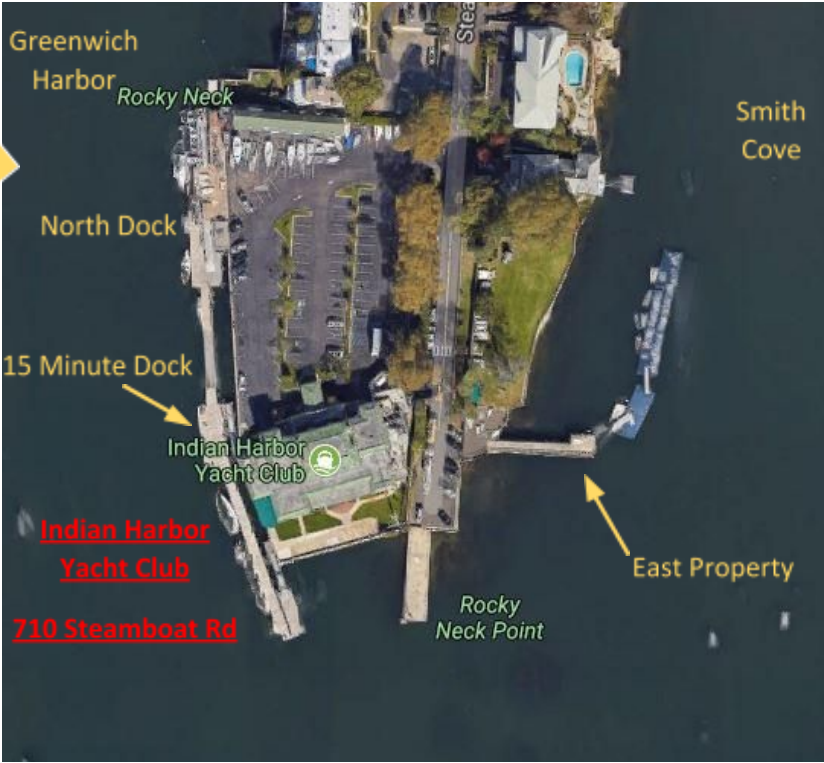 Greenwich
Harbor
Rocky Neck
Smith
Cove
North Dock
15 Minute Dock
Indian Harbor
Yacht Club
Indian Harbor
Yacht Club
East Property
710 Steamboat Rd
Rocky
Neck Point